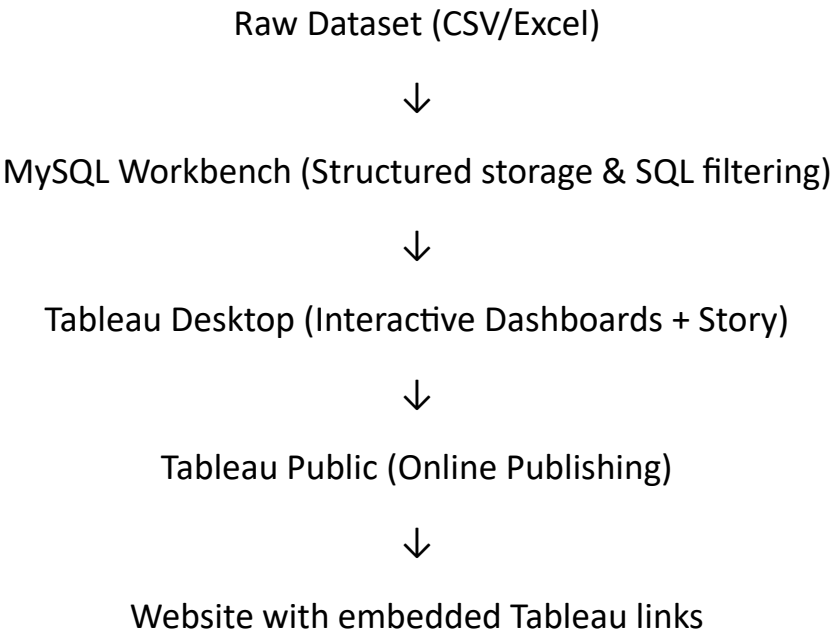 Raw Dataset (CSV/Excel)
↓
MySQL Workbench (Structured storage & SQL filtering)
↓
Tableau Desktop (Interactive Dashboards + Story)
↓
Tableau Public (Online Publishing)
↓
Website with embedded Tableau links